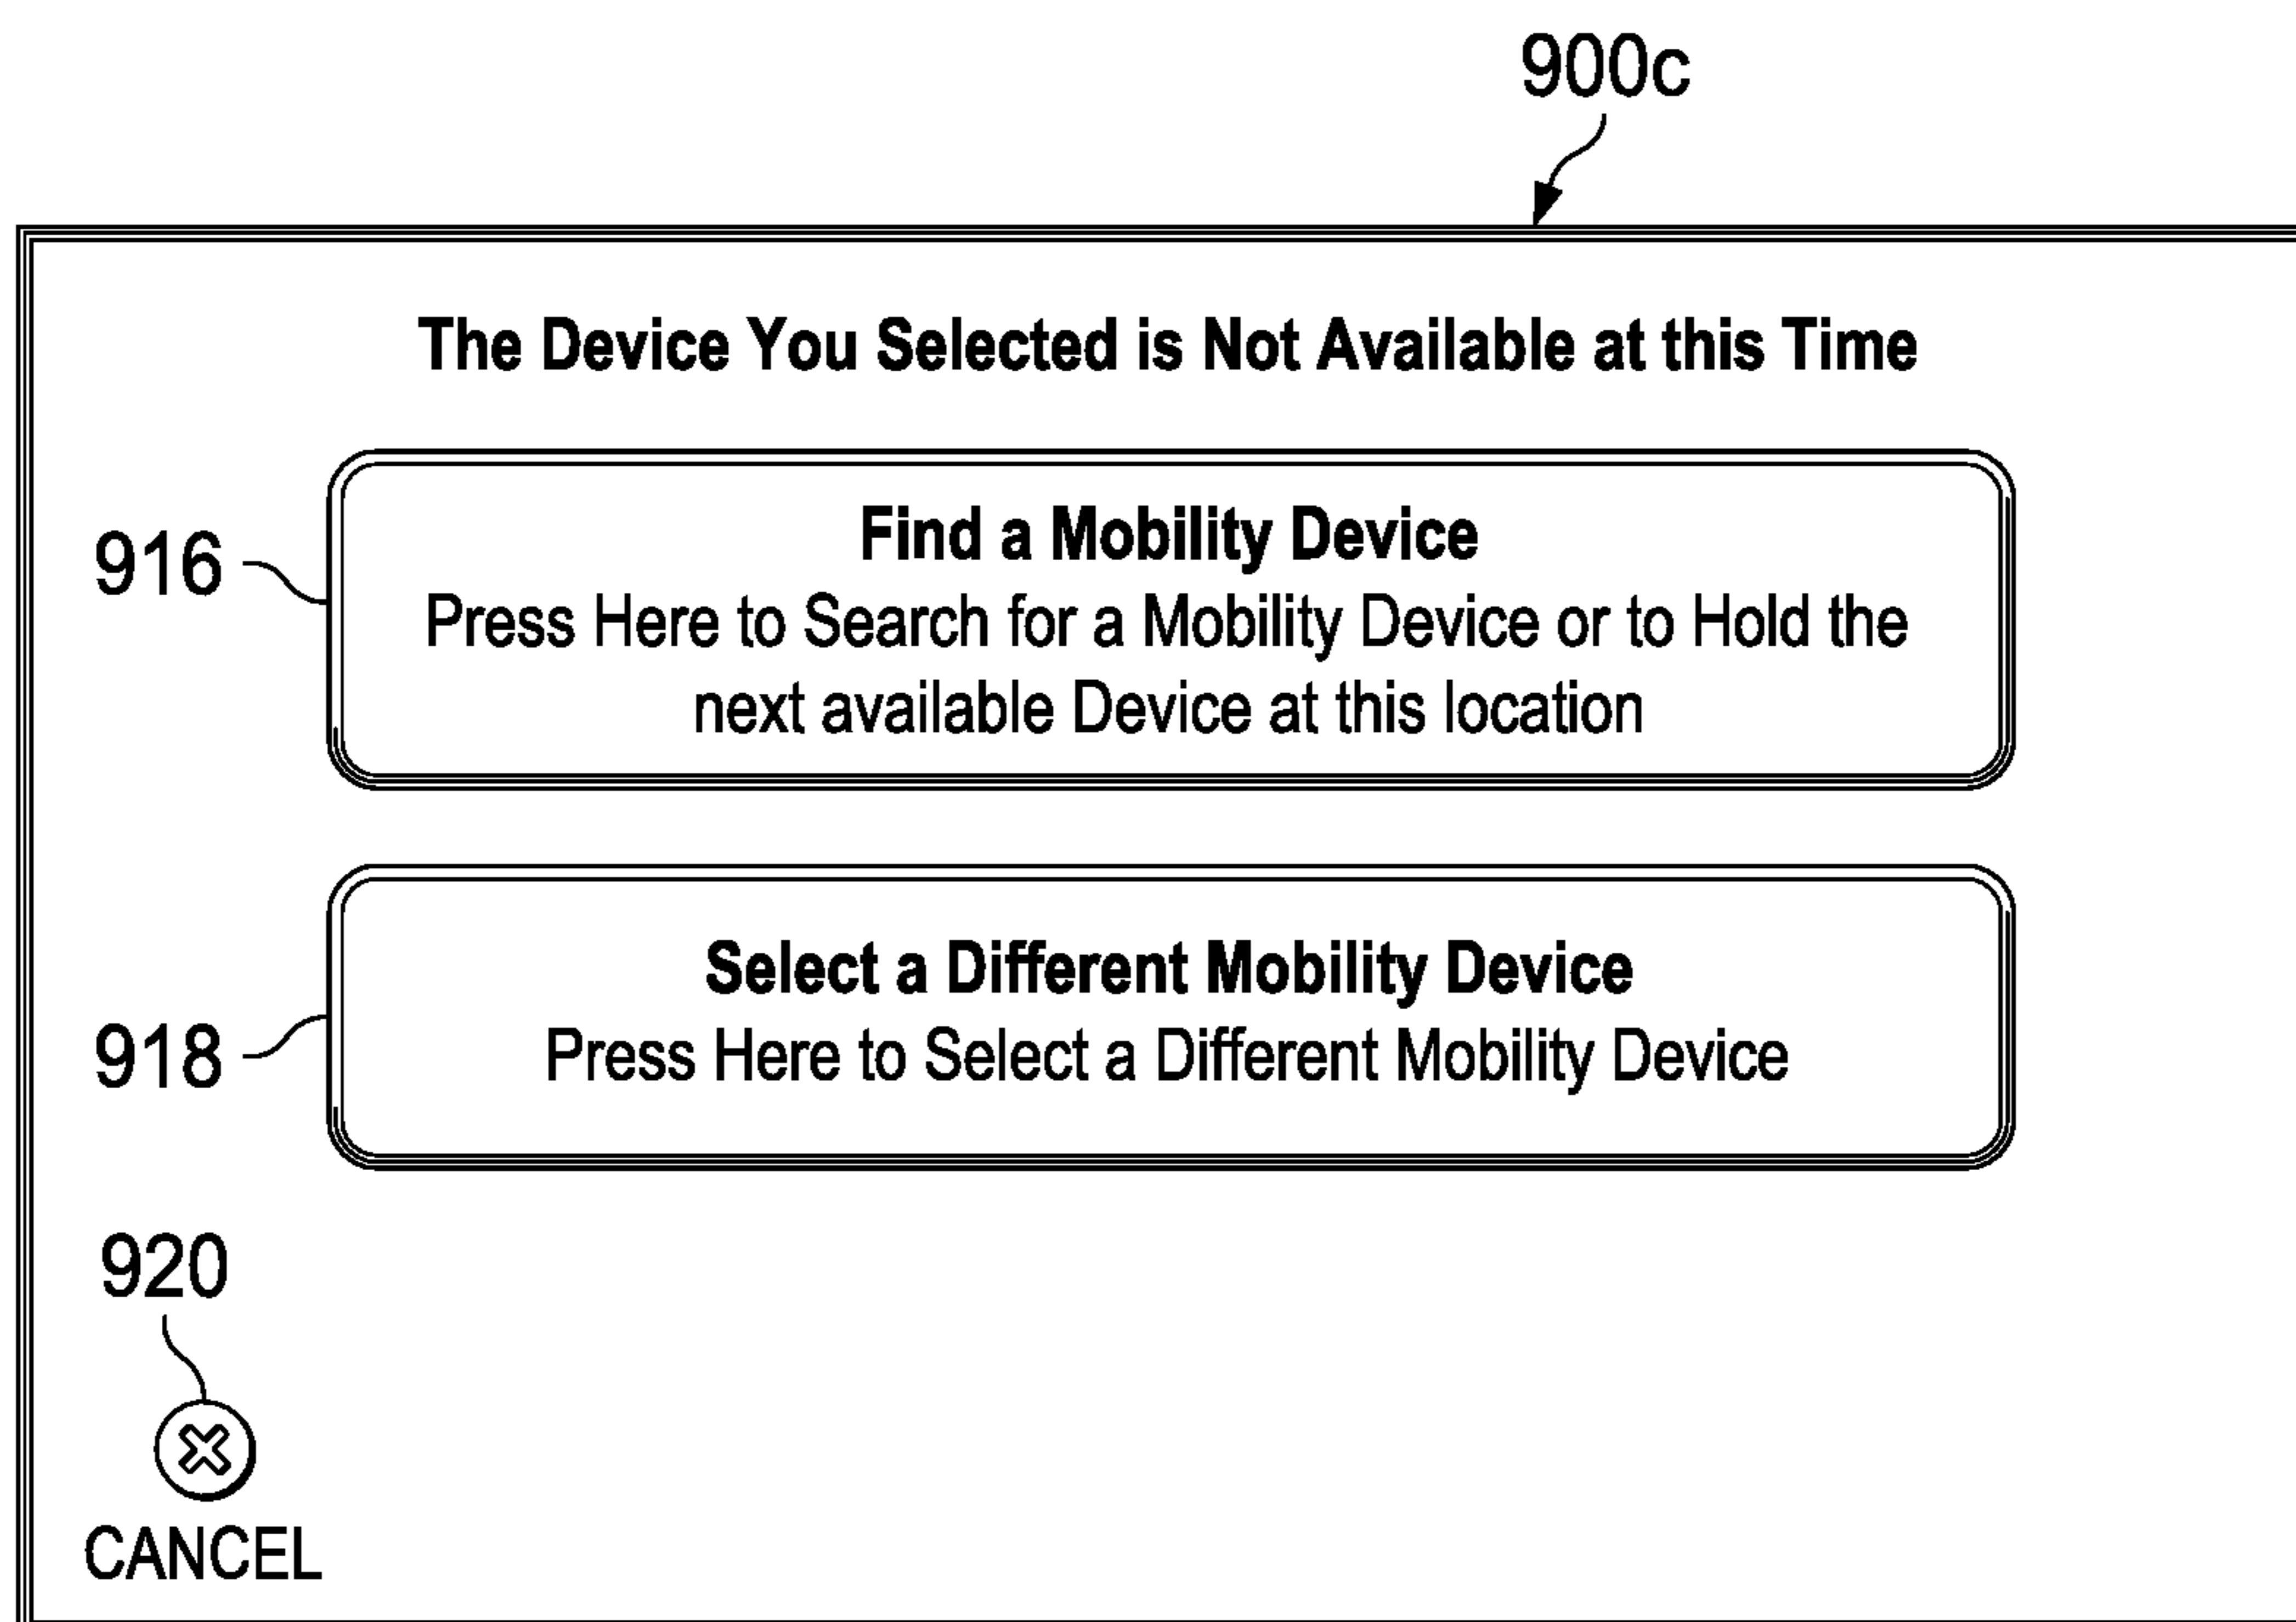 900c
The Device You Selected is Not Available at this Time
916
Find a Mobility Device
Press Here to Search for a Mobility Device or to Hold the
next available Device at this location
918
Select a Different Mobility Device
Press Here to Select a Different Mobility Device
920
CANCEL